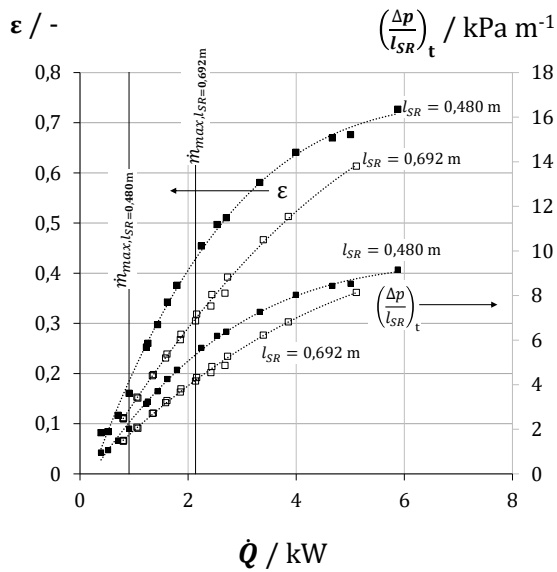 ε / -
(Δp / l_SR)_t / kPa m⁻¹
0,8
0,7
0,6
0,5
0,4
0,3
0,2
0,1
0
18
16
14
12
10
8
6
4
2
0
ṁ_max,l_SR=0,480m
ṁ_max,l_SR=0,692m
l_SR = 0,480 m
l_SR = 0,692 m
ε
l_SR = 0,480 m
(Δp / l_SR)_t
l_SR = 0,692 m
0 2 4 6 8
Q̇ / kW